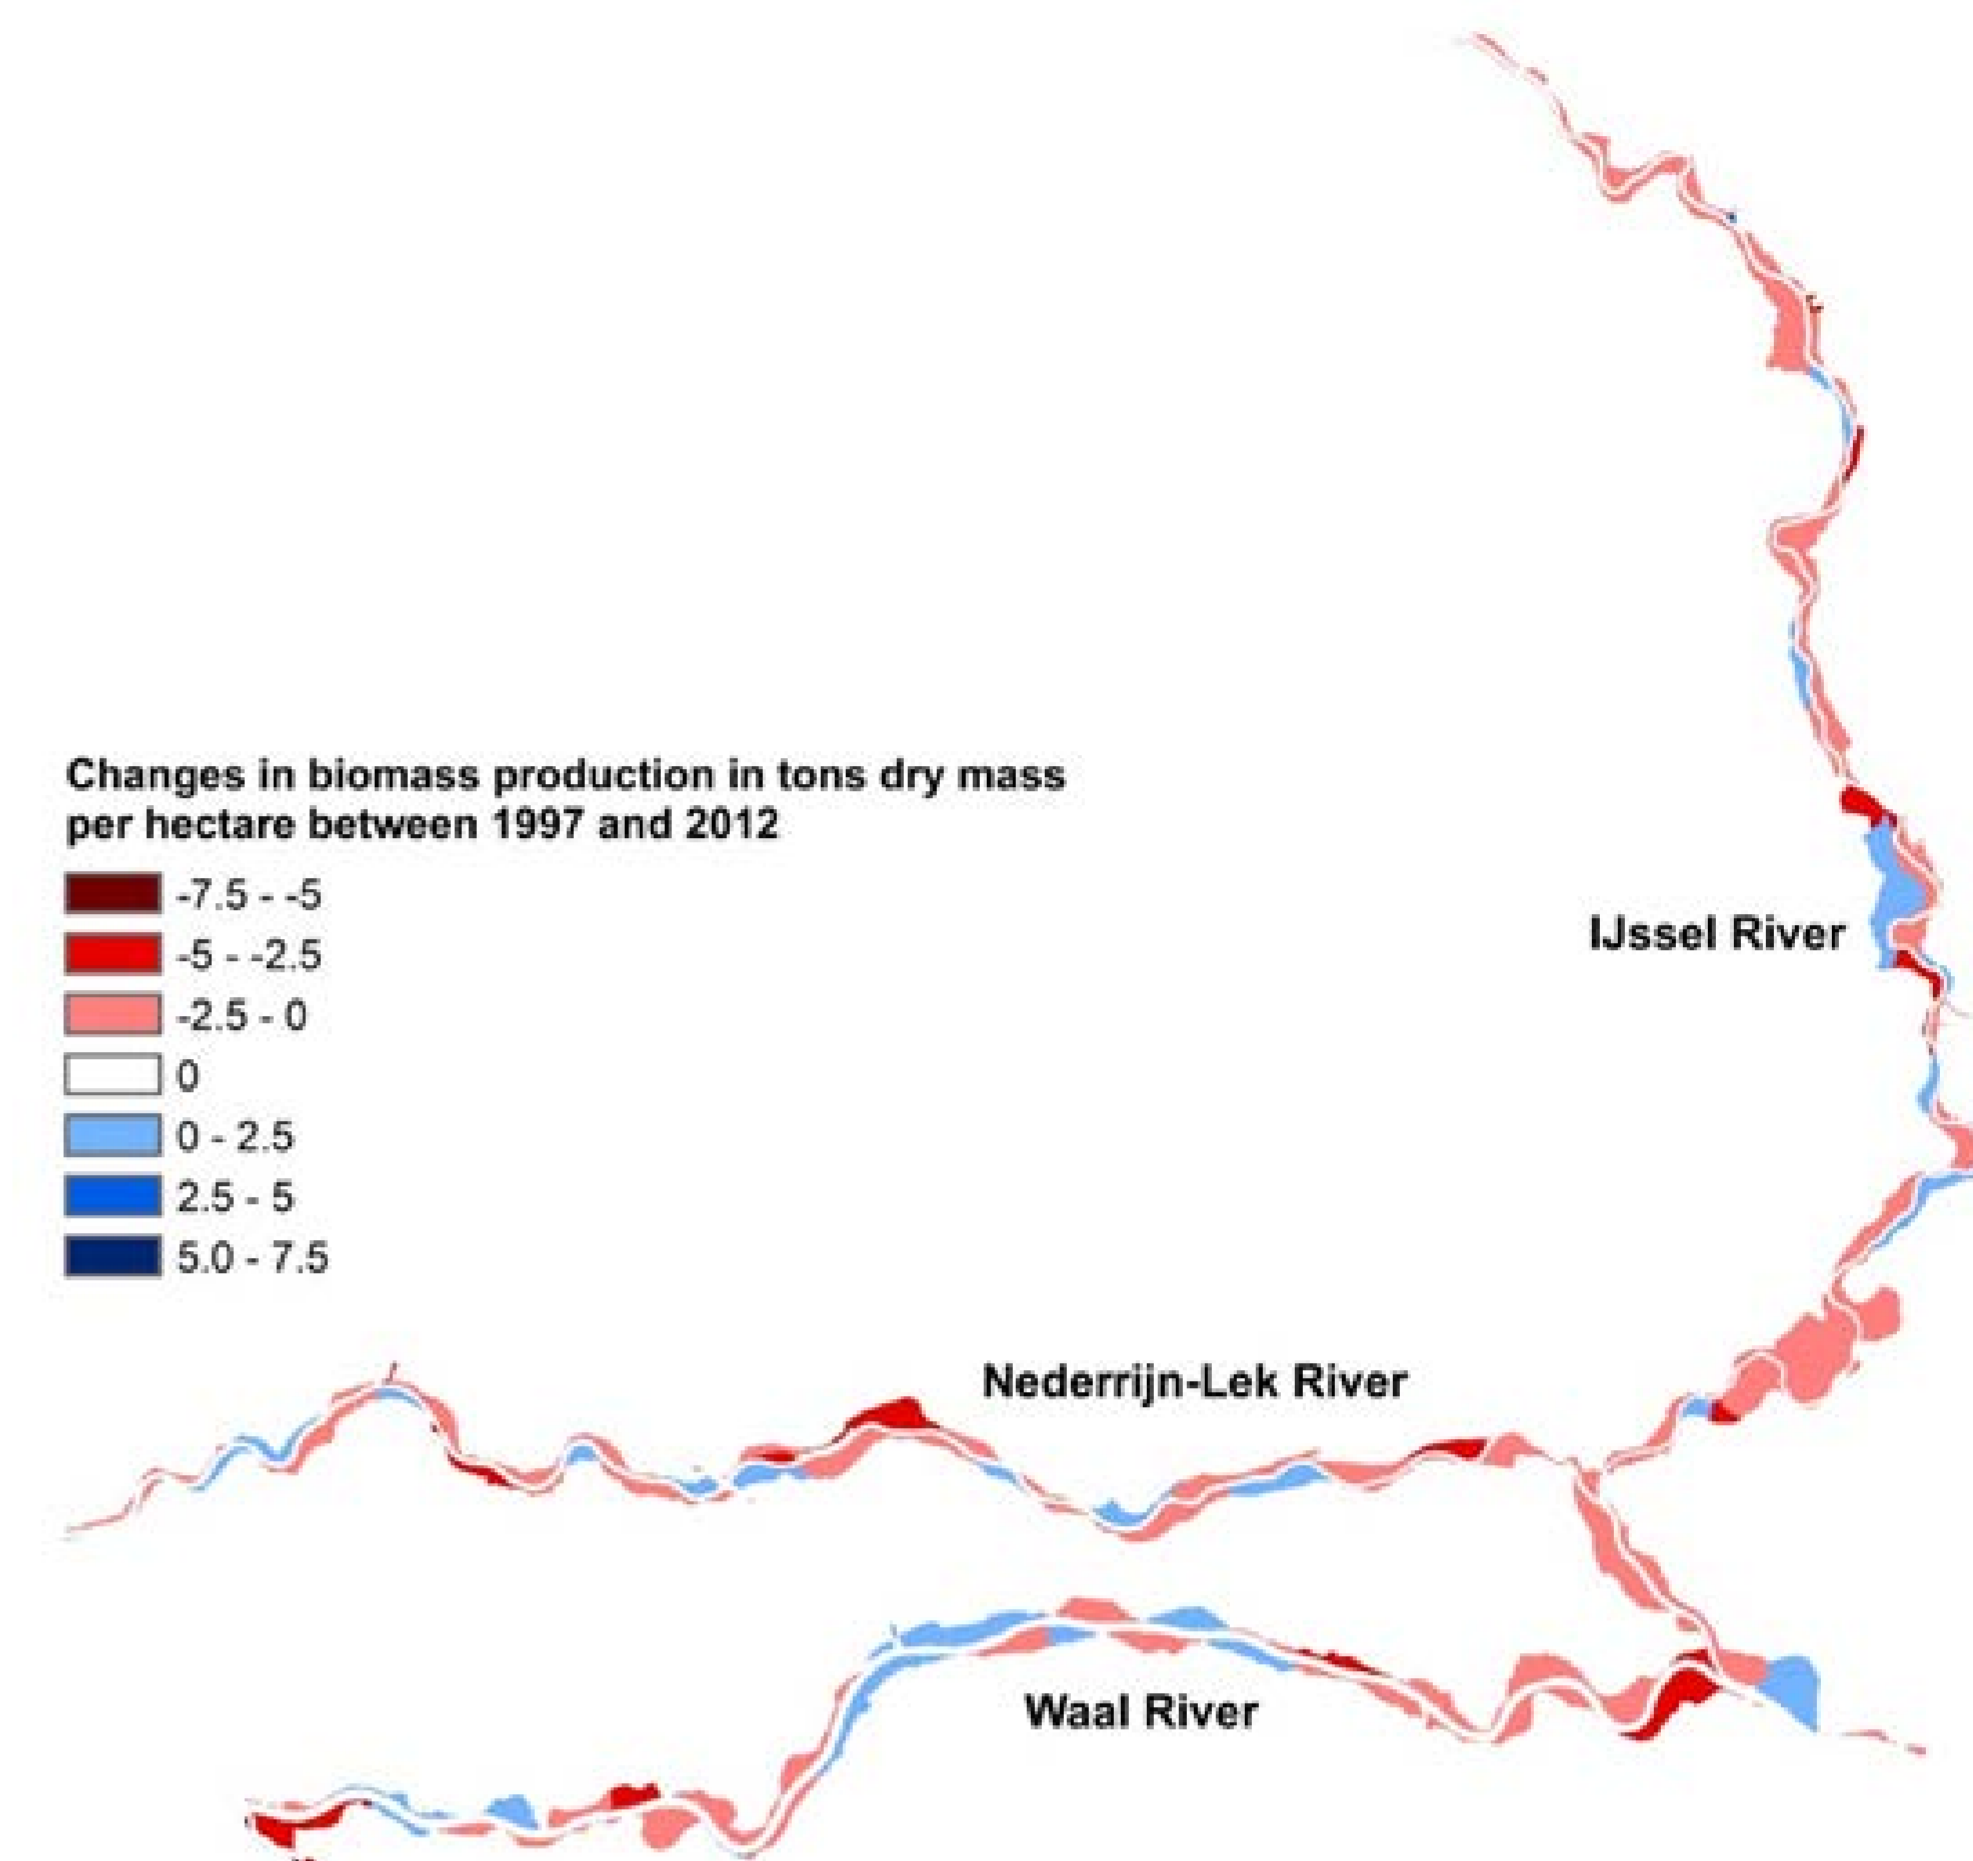 Changes in biomass production in tons dry mass
per hectare between 1997 and 2012
-7.5 - -5
-5 - -2.5
-2.5 - 0
0
0 - 2.5
2.5 - 5
5.0 - 7.5
IJssel River
Nederrijn-Lek River
Waal River